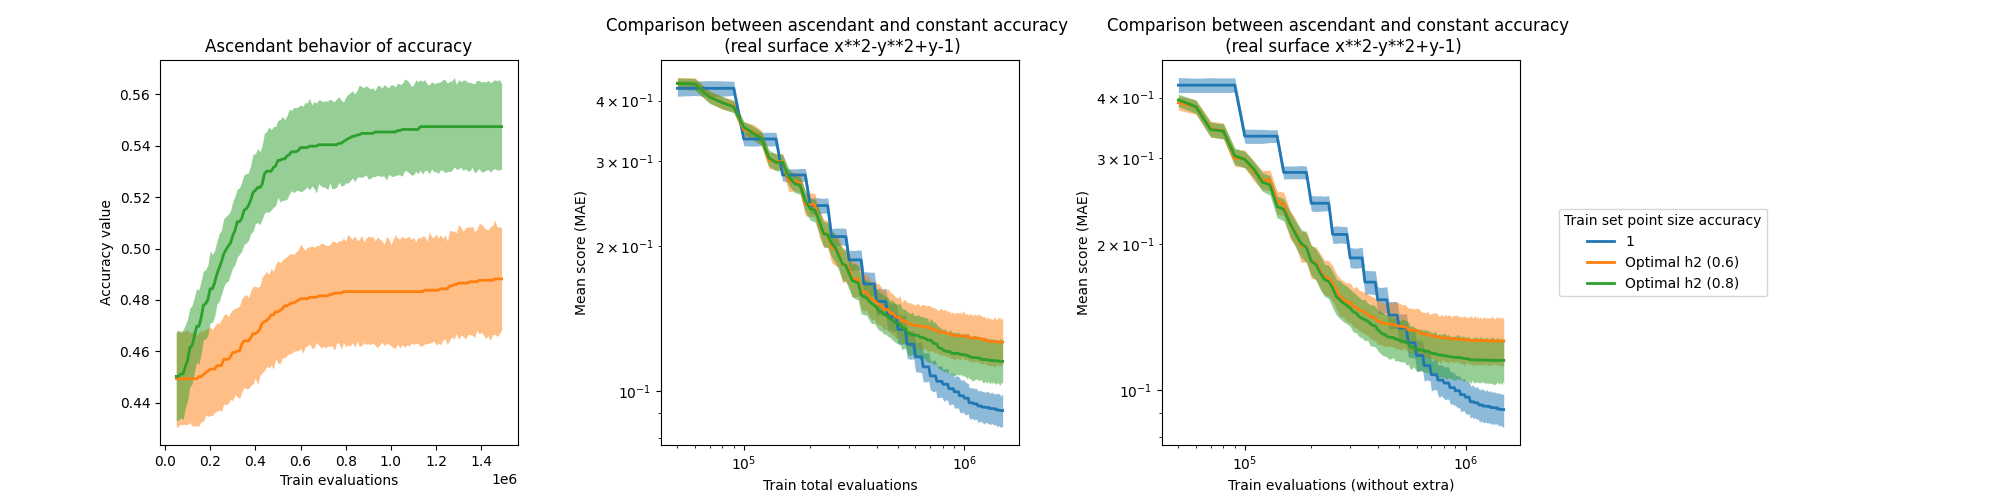 Ascendant behavior of accuracy
Accuracy value
0.56
0.54
0.52
0.50
0.48
0.46
0.44
0.0 0.2 0.4 0.6 0.8 1.0 1.2 1.4
1e6
Train evaluations
Comparison between ascendant and constant accuracy
(real surface x**2-y**2+y-1)
Mean score (MAE)
4 × 10⁻¹
3 × 10⁻¹
2 × 10⁻¹
10⁻¹
10⁵ 10⁶
Train total evaluations
Comparison between ascendant and constant accuracy
(real surface x**2-y**2+y-1)
Mean score (MAE)
4 × 10⁻¹
3 × 10⁻¹
2 × 10⁻¹
10⁻¹
10⁵ 10⁶
Train evaluations (without extra)
Train set point size accuracy
1
Optimal h2 (0.6)
Optimal h2 (0.8)